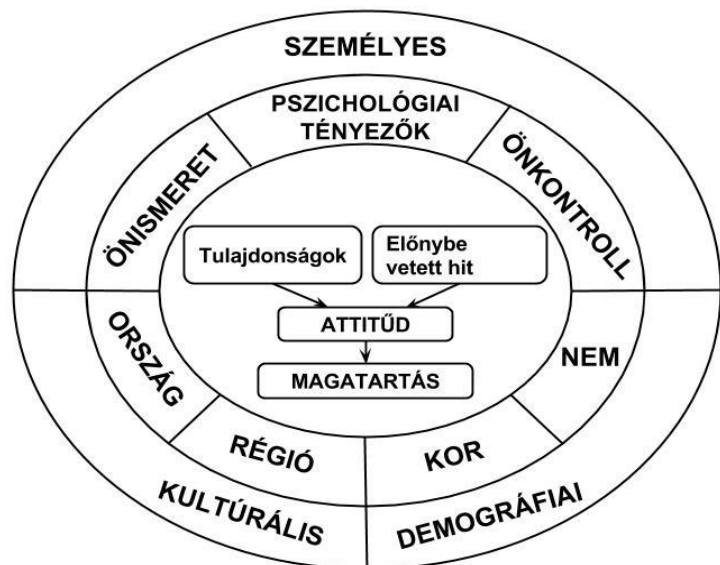 SZEMÉLYES
PSZICHOLÓGIAI
TÉNYEZŐK
ÖNISMERET
ÖNKONTROLL
Tulajdonságok
Előnybe
vetett hit
ATTITŰD
MAGATARTÁS
ORSZÁG
NEM
RÉGIÓ
KOR
KULTÚRÁLIS
DEMOGRÁFIAI